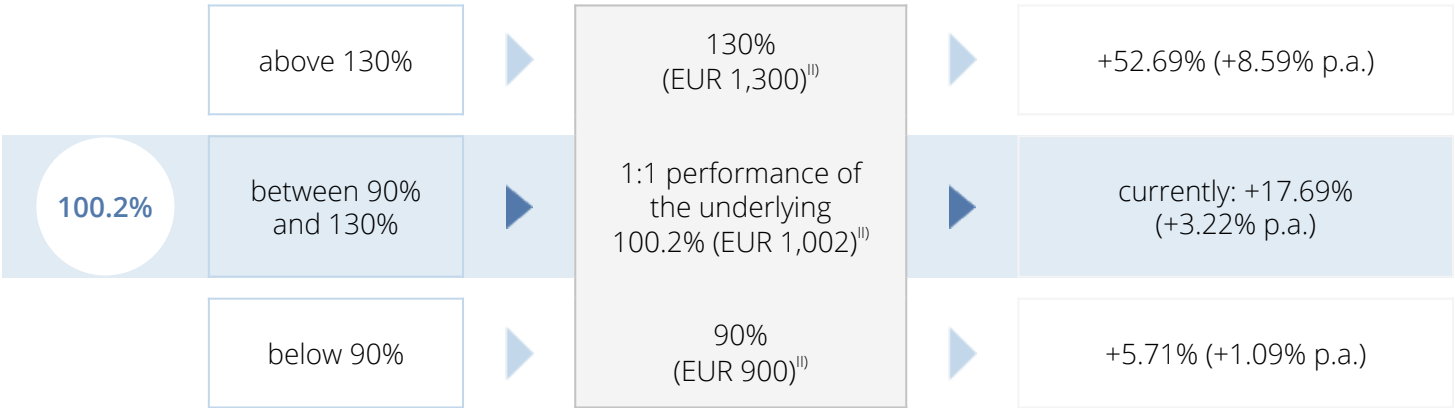 above 130%
130%
(EUR 1,300)II)
+52.69% (+8.59% p.a.)
100.2%
between 90%
and 130%
1:1 performance of
the underlying
100.2% (EUR 1,002)II)
currently: +17.69%
(+3.22% p.a.)
below 90%
90%
(EUR 900)II)
+5.71% (+1.09% p.a.)